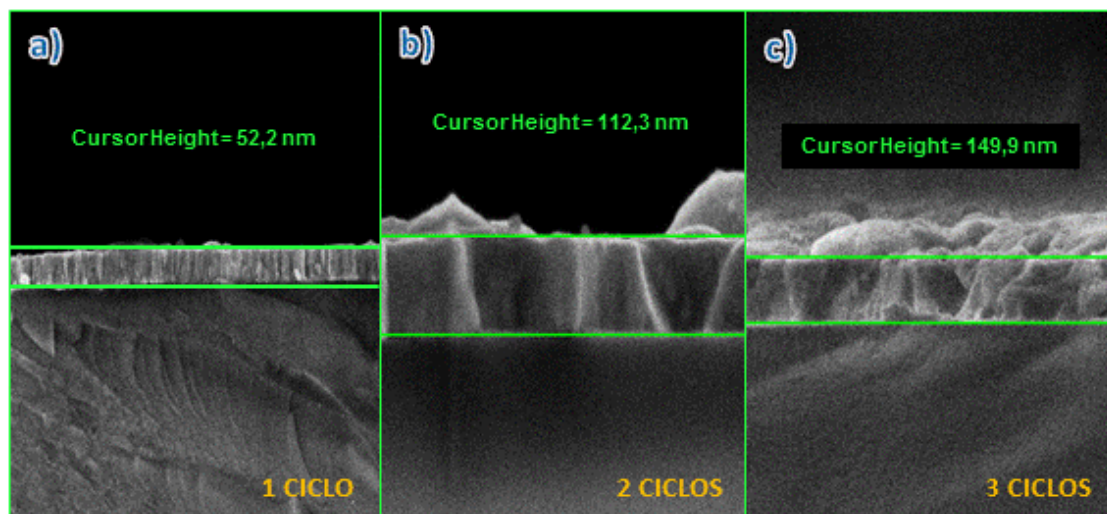 a)
CursorHeight= 52,2 nm
1 CICLO
b)
CursorHeight= 112,3 nm
2 CICLOS
c)
CursorHeight= 149,9 nm
3 CICLOS